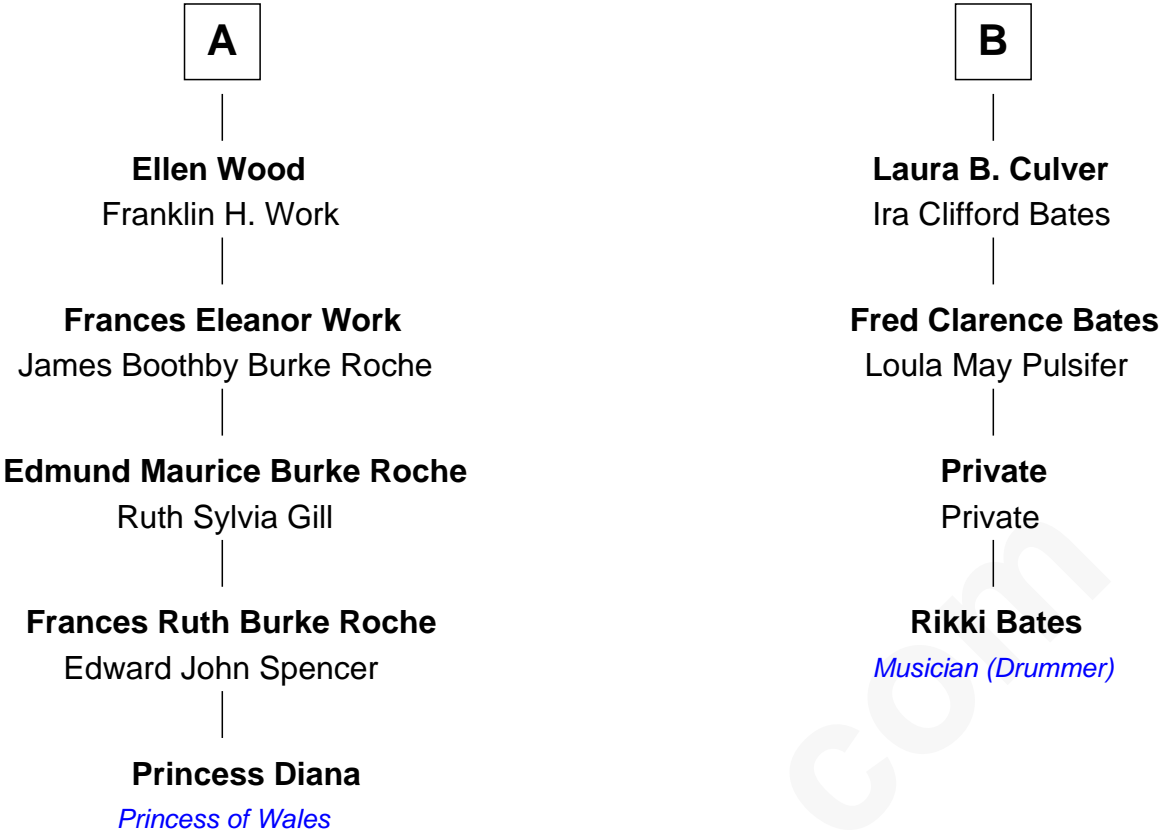 A
Ellen Wood
Franklin H. Work
Frances Eleanor Work
James Boothby Burke Roche
Edmund Maurice Burke Roche
Ruth Sylvia Gill
Frances Ruth Burke Roche
Edward John Spencer
Princess Diana
Princess of Wales
B
Laura B. Culver
Ira Clifford Bates
Fred Clarence Bates
Loula May Pulsifer
Private
Private
Rikki Bates
Musician (Drummer)
com